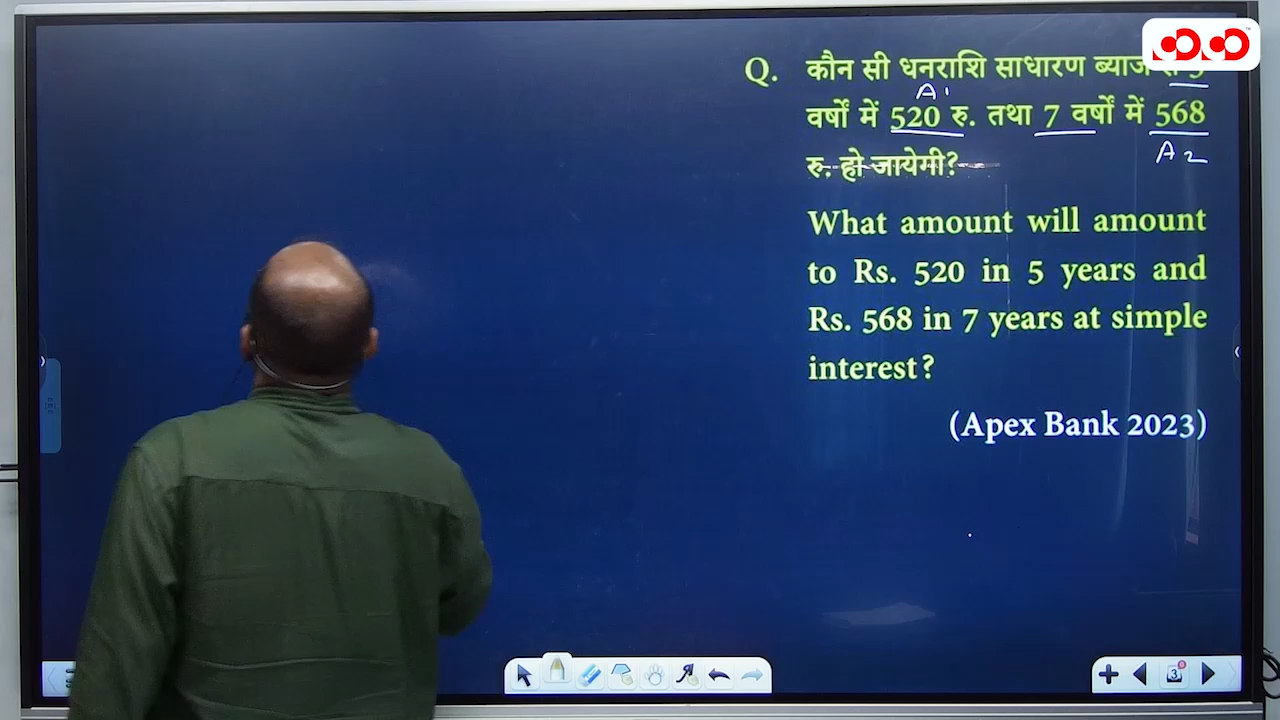 Q. कौन सी धनराशि साधारण ब्याज
A1
वर्षों में 520 रु. तथा 7 वर्षों में 568
A2
रु. हो जायेगी?
What amount will amount
to Rs. 520 in 5 years and
Rs. 568 in 7 years at simple
interest?
(Apex Bank 2023)
3